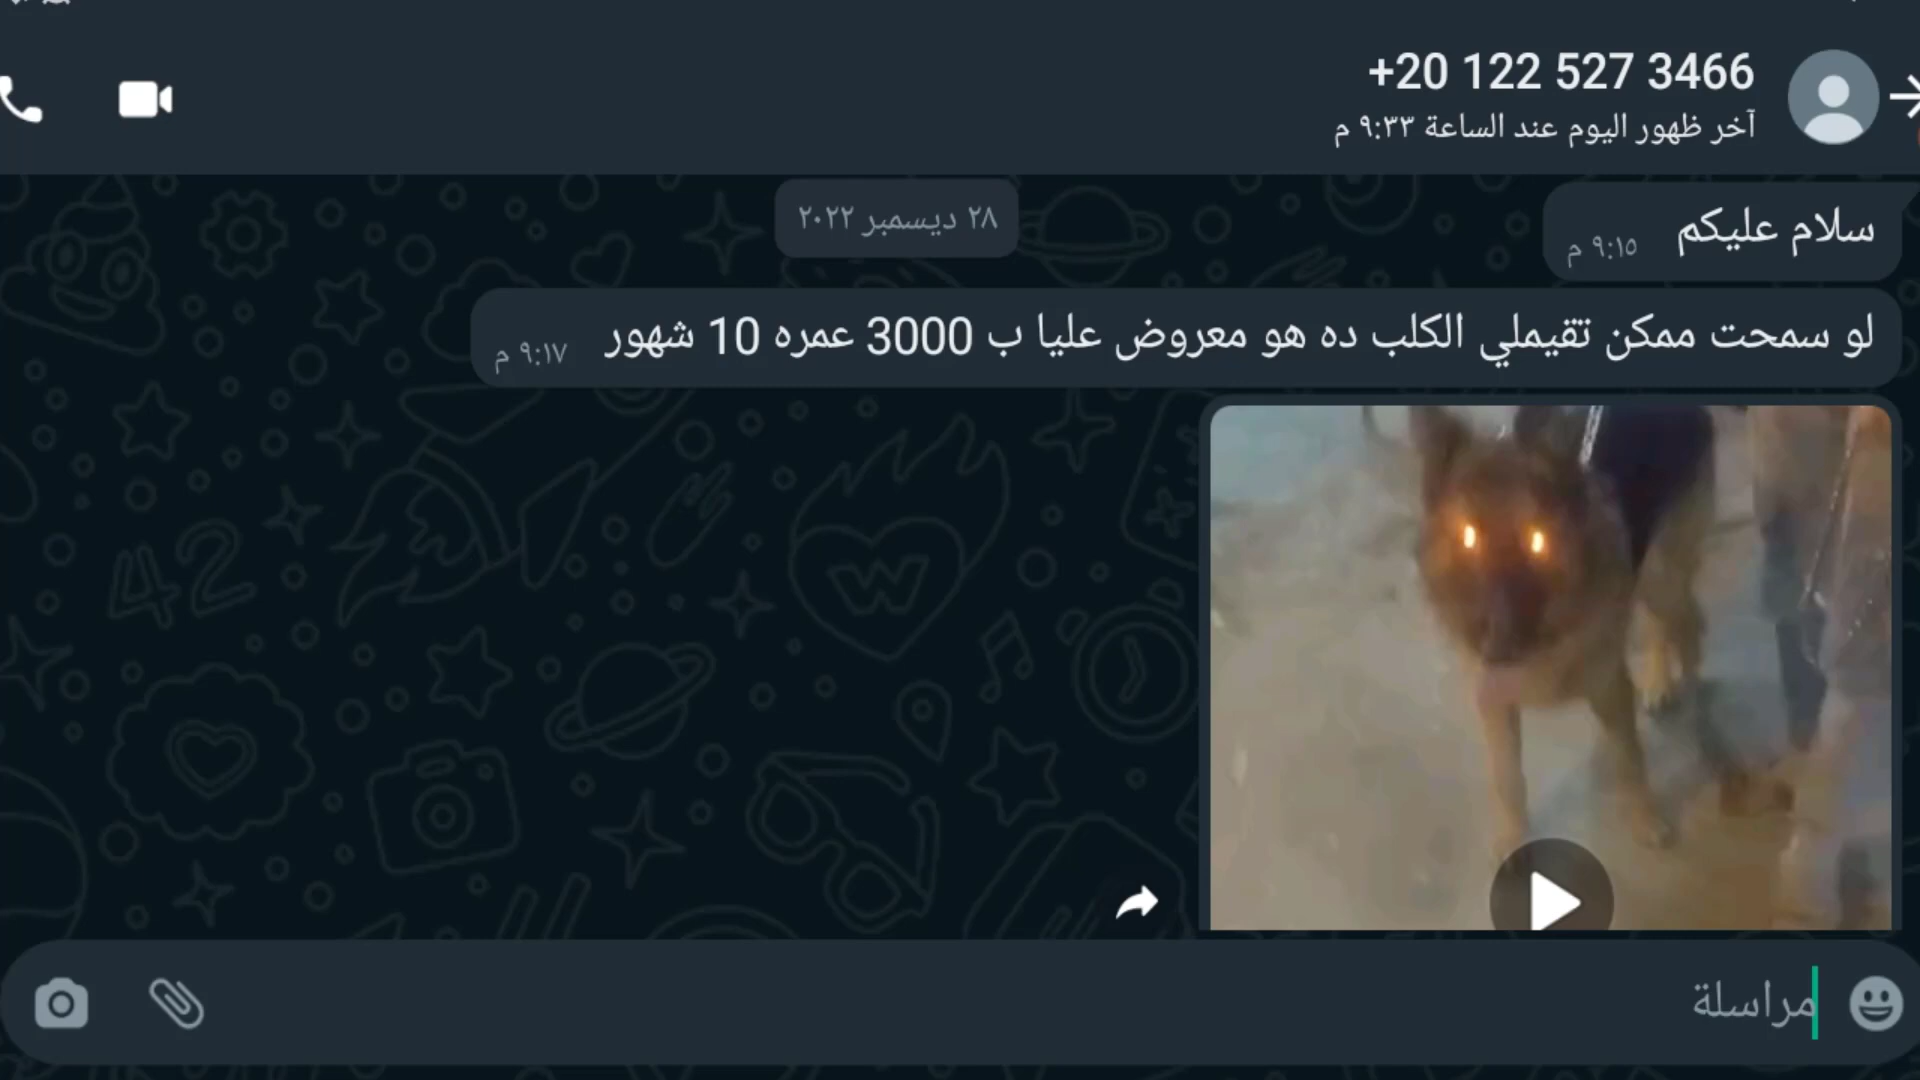 +20 122 527 3466
آخر ظهور اليوم عند الساعة ٩:٣٣ م
٢٨ ديسمبر ٢٠٢٢
سلام عليكم ٩:١٥ م
لو سمحت ممكن تقيملي الكلب ده هو معروض عليا ب 3000 عمره 10 شهور ٩:١٧ م
مراسلة